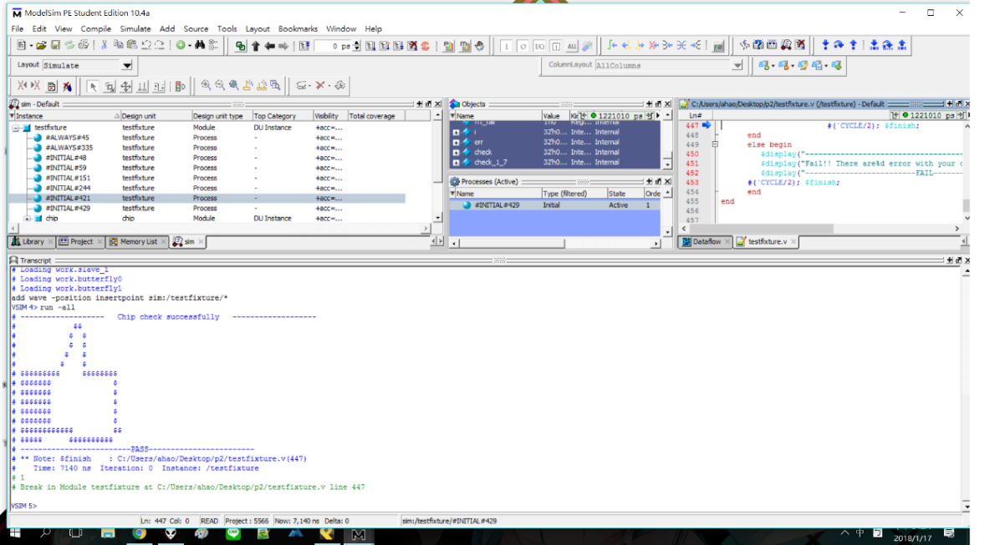 ModelSim PE Student Edition 10.4a
File Edit View Compile Simulate Add Source Tools Layout Bookmarks Window Help
0 ps
Layout Simulate
ColumnLayout AllColumns
sim - Default
Instance Design unit Design unit type Top Category Visibility Total coverage
testfixture testfixture Module DU Instance +acc=...
#ALWAYS#45 testfixture Process - +acc=...
#ALWAYS#335 testfixture Process - +acc=...
#INITIAL#48 testfixture Process - +acc=...
#INITIAL#59 testfixture Process - +acc=...
#INITIAL#151 testfixture Process - +acc=...
#INITIAL#244 testfixture Process - +acc=...
#INITIAL#421 testfixture Process - +acc=...
#INITIAL#429 testfixture Process - +acc=...
chip chip Module DU Instance +acc=...
Library Project Memory List sim
Objects
Name Value 1221010 ps
i 32'h0... Inte... Internal
err 32'h0... Inte... Internal
check 32'h0... Inte... Internal
check_1_7 32'h0... Inte... Internal
Processes (Active)
Name Type (filtered) State Orde
#INITIAL#429 Initial Active 1
C:/Users/ahao/Desktop/p2/testfixture.v (/testfixture) - Default
Ln# 1221010 ps
447 #(`CYCLE/2); $finish;
448 end
449 else begin
450 $display("-----------------------------------
451 $display("Fail!! There are%d error with your
452 $display("-------------------------FAIL------
453 #(`CYCLE/2); $finish;
454 end
455 end
456
457
Dataflow testfixture.v
Transcript
# Loading work.slave_1
# Loading work.butterfly0
# Loading work.butterfly1
add wave -position insertpoint sim:/testfixture/*
VSIM 4> run -all
# ------------------- Chip check successfully -------------------
# $$
# $ $
# $ $
# $ $
# $ $
# $$$$$$$$$ $$$$$$$$
# $$$$$$$ $
# $$$$$$$ $
# $$$$$$$ $
# $$$$$$$ $
# $$$$$$$ $
# $$$$$$$$$$$$ $$
# $$$$$ $$$$$$$$$$
# -------------------------PASS------------------------
# ** Note: $finish : C:/Users/ahao/Desktop/p2/testfixture.v(447)
# Time: 7140 ns Iteration: 0 Instance: /testfixture
# 1
# Break in Module testfixture at C:/Users/ahao/Desktop/p2/testfixture.v line 447
VSIM 5>
Ln: 447 Col: 0 READ Project : 5566 Now: 7,140 ns Delta: 0 sim:/testfixture/#INITIAL#429
中
2018/1/17